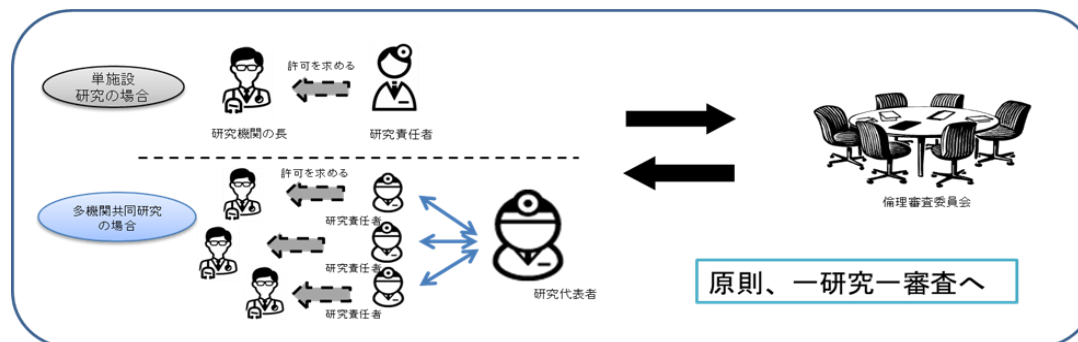 単施設
研究の場合
許可を求める
研究機関の長
研究責任者
多機関共同研究
の場合
許可を求める
研究責任者
研究責任者
研究責任者
研究代表者
倫理審査委員会
原則、一研究一審査へ